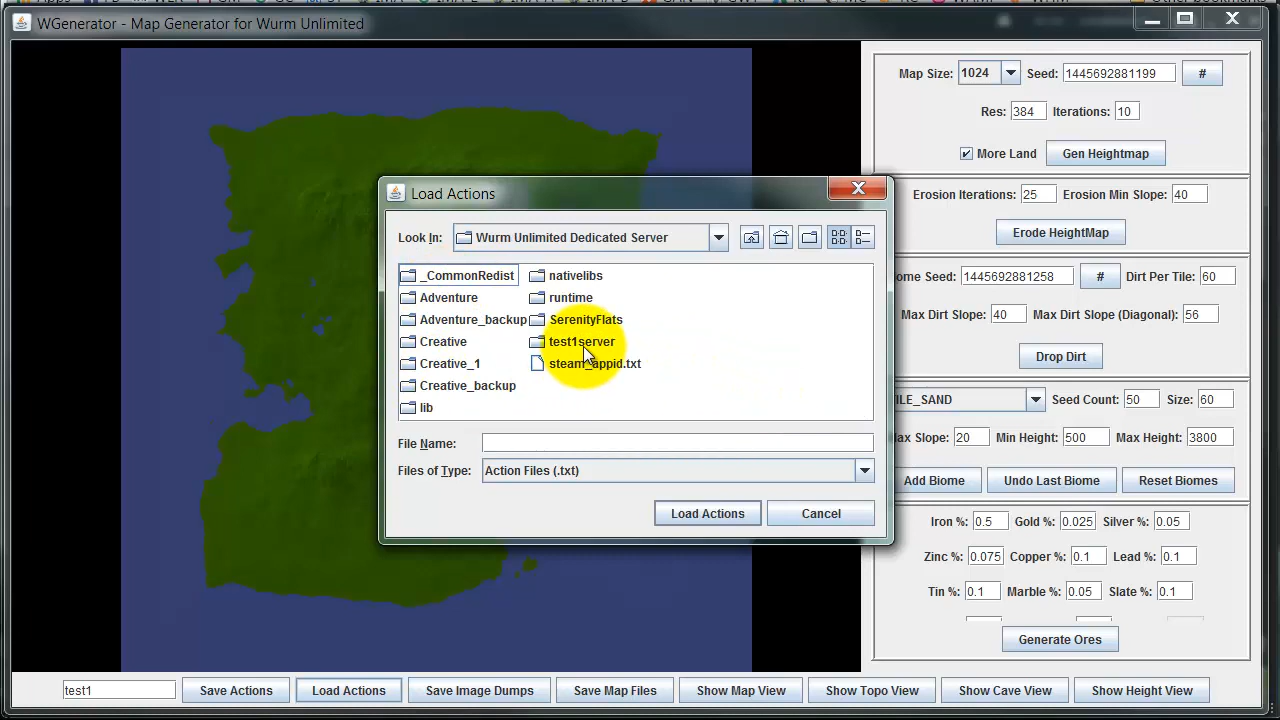 WGenerator - Map Generator for Wurm Unlimited
Map Size: 1024 Seed: 1445692881199 #
Res: 384 Iterations: 10
More Land Gen Heightmap
Load Actions
Erosion Iterations: 25 Erosion Min Slope: 40
Look In: Wurm Unlimited Dedicated Server
Erode HeightMap
_CommonRedist nativelibs
ome Seed: 1445692881258 # Dirt Per Tile: 60
Adventure runtime
Adventure_backup SerenityFlats
Max Dirt Slope: 40 Max Dirt Slope (Diagonal): 56
Creative test1server
Drop Dirt
Creative_1 steam_appid.txt
Creative_backup
TILE_SAND Seed Count: 50 Size: 60
lib
Max Slope: 20 Min Height: 500 Max Height: 3800
File Name:
Files of Type: Action Files (.txt)
Add Biome Undo Last Biome Reset Biomes
Load Actions Cancel
Iron %: 0.5 Gold %: 0.025 Silver %: 0.05
Zinc %: 0.075 Copper %: 0.1 Lead %: 0.1
Tin %: 0.1 Marble %: 0.05 Slate %: 0.1
Generate Ores
test1 Save Actions Load Actions Save Image Dumps Save Map Files Show Map View Show Topo View Show Cave View Show Height View